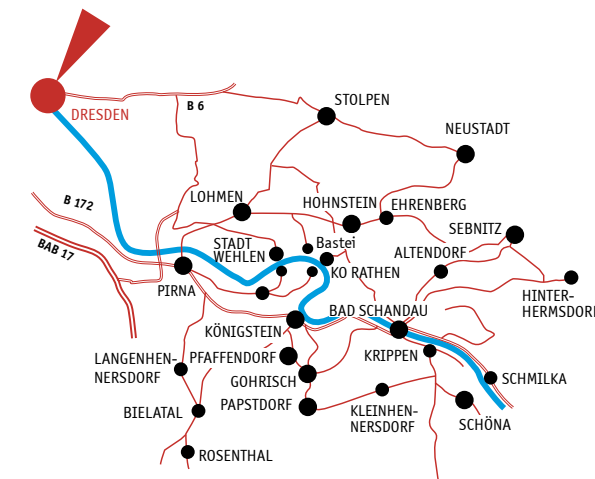 B 6
STOLPEN
DRESDEN
NEUSTADT
B 172
LOHMEN
HOHNSTEIN
EHRENBERG
SEBNITZ
BAB 17
STADT
WEHLEN
Bastei
ALTENDORF
KO RATHEN
PIRNA
HINTER-
HERMSDORF
BAD SCHANDAU
KÖNIGSTEIN
LANGENHEN-
NERSDORF
PFAFFENDORF
KRIPPEN
GOHRISCH
SCHMILKA
PAPSTDORF
BIELATAL
KLEINHEN-
NERSDORF
SCHÖNA
ROSENTHAL